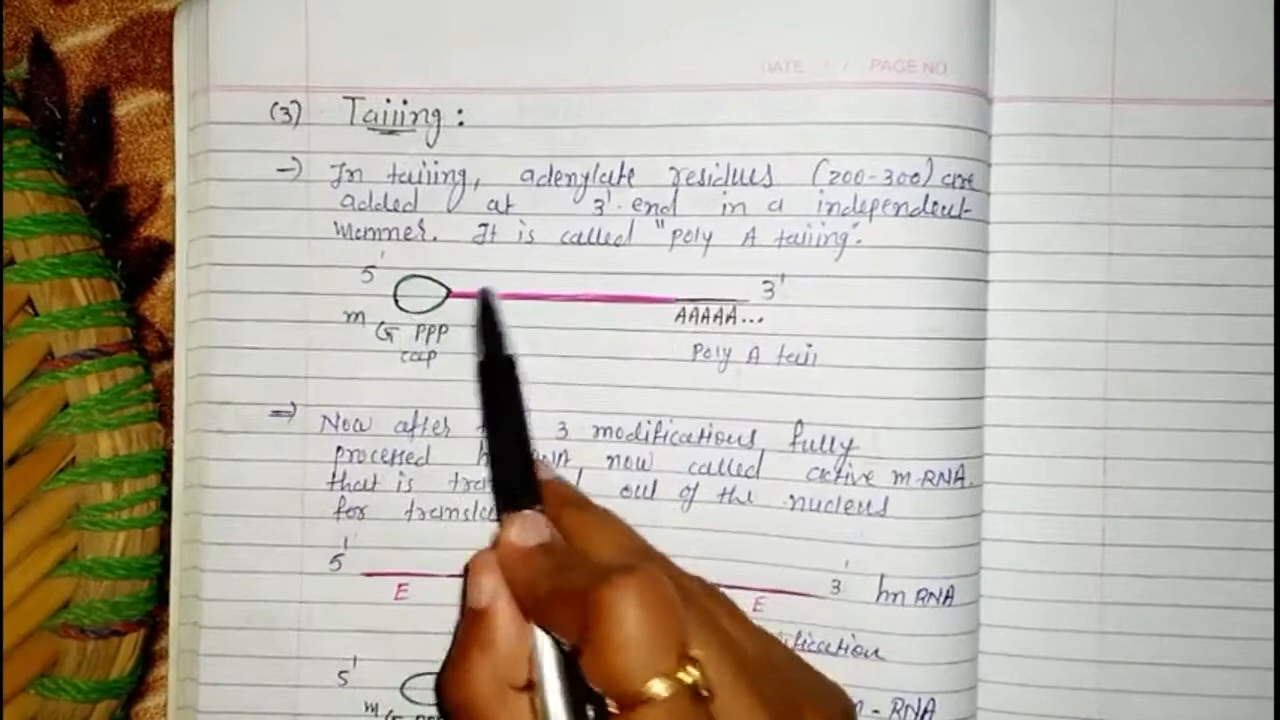 DATE / / PAGE NO
(3) Tailing :
→ In tailing, adenylate residues (200-300) are
added at 3'-end in a independent
manner. It is called "poly A tailing".
5' 3'
m G PPP AAAAA...
cap Poly A tail
⇒ Now after 3 modifications, fully
processed now called active m-RNA.
that is out of the nucleus
for
5' 3' hnRNA
E E
5'
m G - RNA